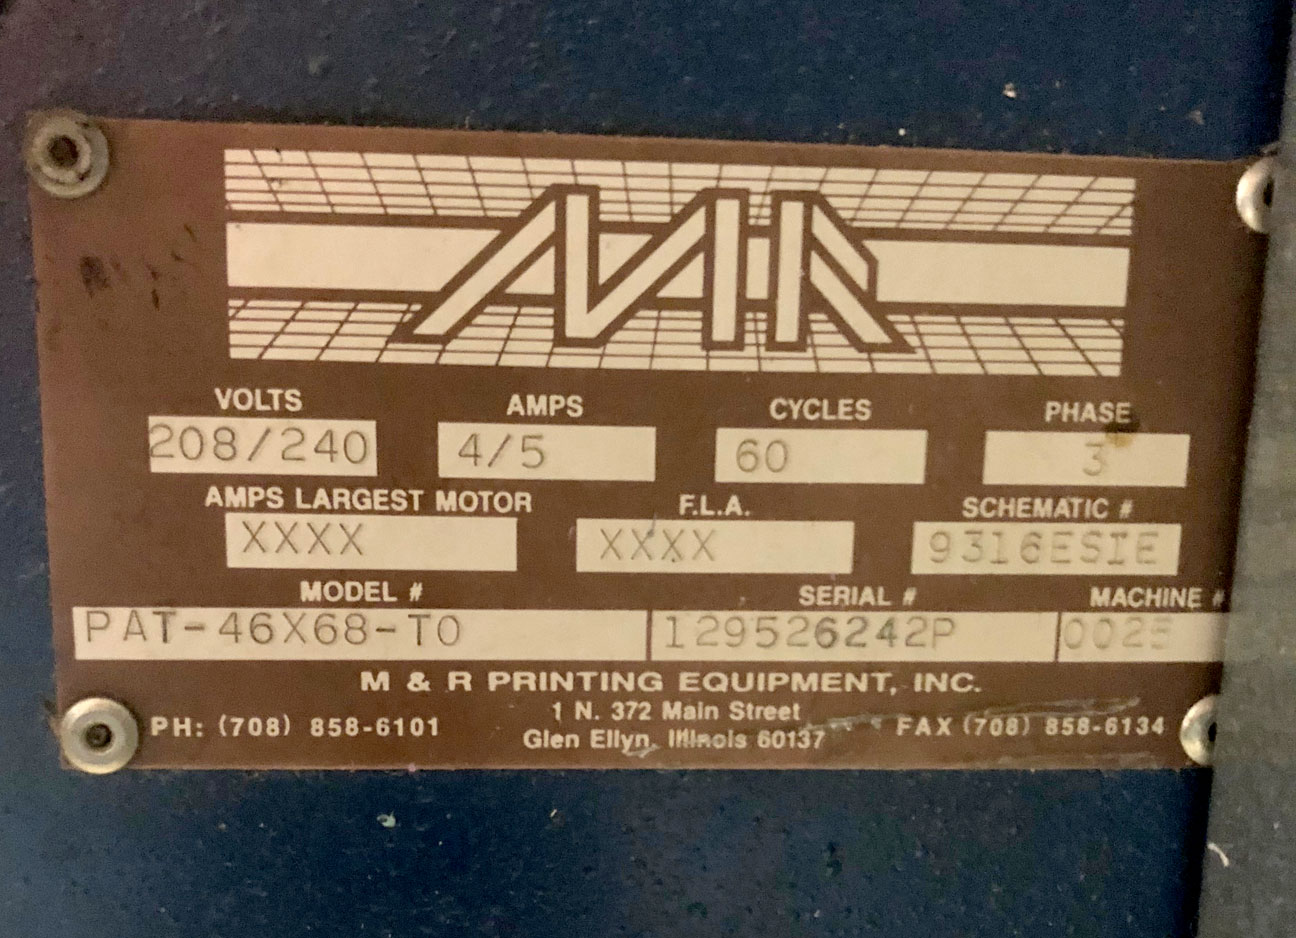 MR
VOLTS AMPS CYCLES PHASE
208/240 4/5 60 3
AMPS LARGEST MOTOR F.L.A. SCHEMATIC #
XXXX XXXX 9316ESIE
MODEL # SERIAL # MACHINE #
PAT-46X68-TO 129526242P
M & R PRINTING EQUIPMENT, INC.
1 N. 372 Main Street
PH: (708) 858-6101 Glen Ellyn, Illinois 60137 FAX (708) 858-6134